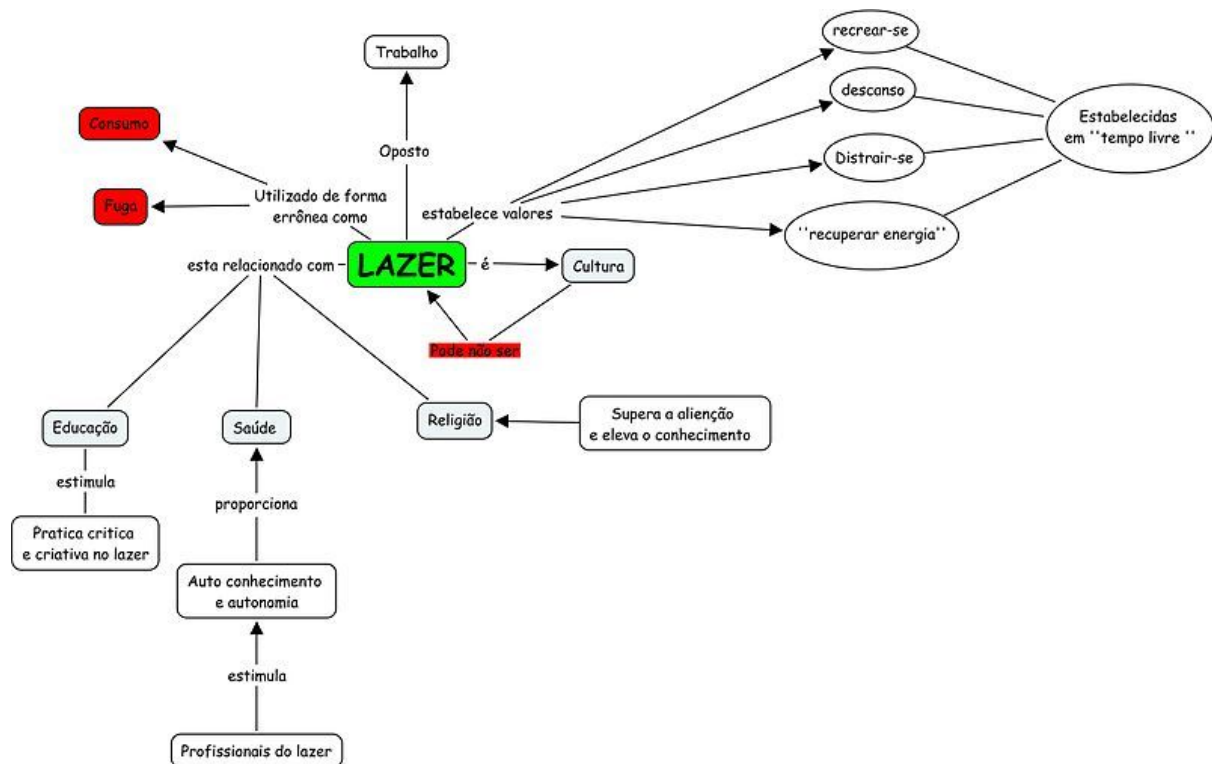 recrear-se
Trabalho
descanso
Consumo
Estabelecidas
em ''tempo livre ''
Oposto
Distrair-se
Utilizado de forma
errônea como
Fuga
estabelece valores
''recuperar energia''
esta relacionado com
LAZER
é
Cultura
Pode não ser
Educação
Saúde
Religião
Supera a alienção
e eleva o conhecimento
estimula
proporciona
Pratica critica
e criativa no lazer
Auto conhecimento
e autonomia
estimula
Profissionais do lazer